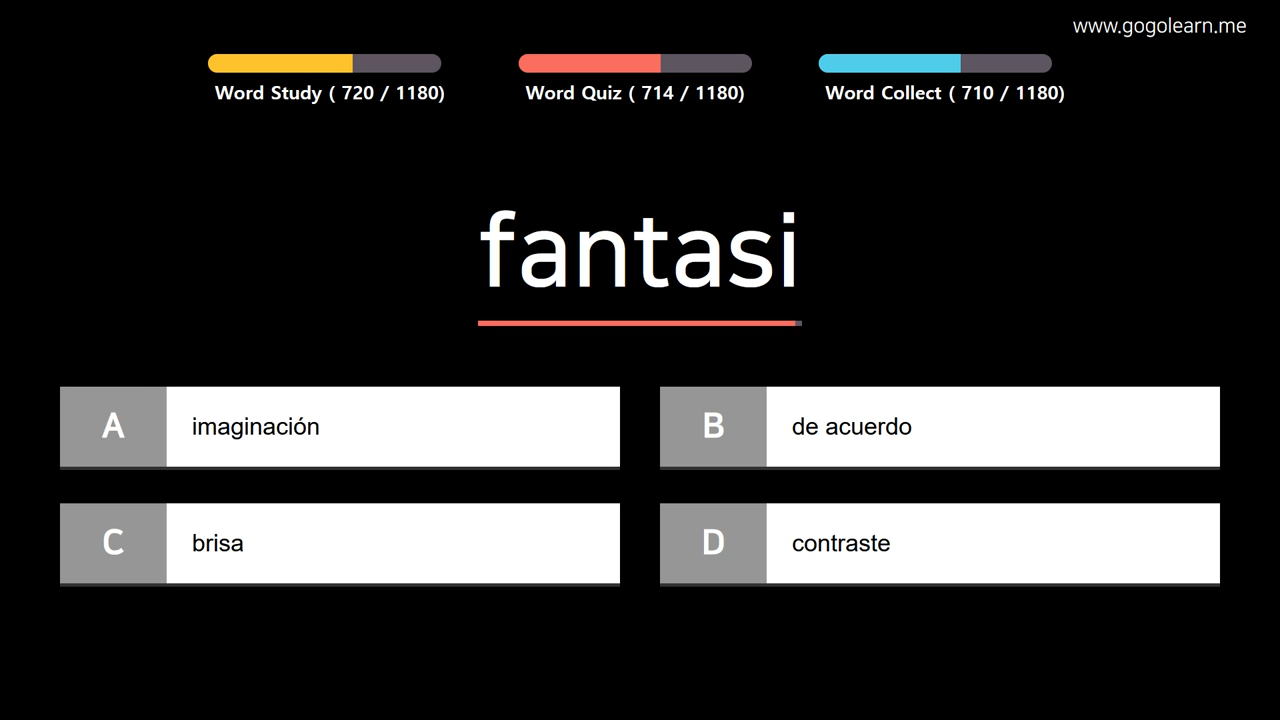 www.gogolearn.me
Word Study ( 720 / 1180)
Word Quiz ( 714 / 1180)
Word Collect ( 710 / 1180)
fantasi
A imaginación
B de acuerdo
C brisa
D contraste